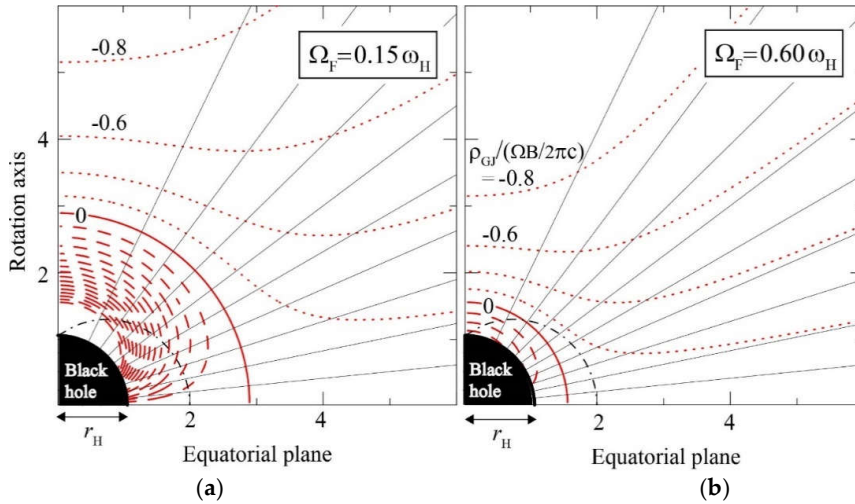 -0.8
Ω_F=0.15 ω_H
-0.6
4
0
2
Rotation axis
Black
hole
r_H
2
4
Equatorial plane
(a)
Ω_F=0.60 ω_H
ρ_GJ/(ΩB/2πc)
= -0.8
-0.6
0
Black
hole
r_H
2
4
Equatorial plane
(b)